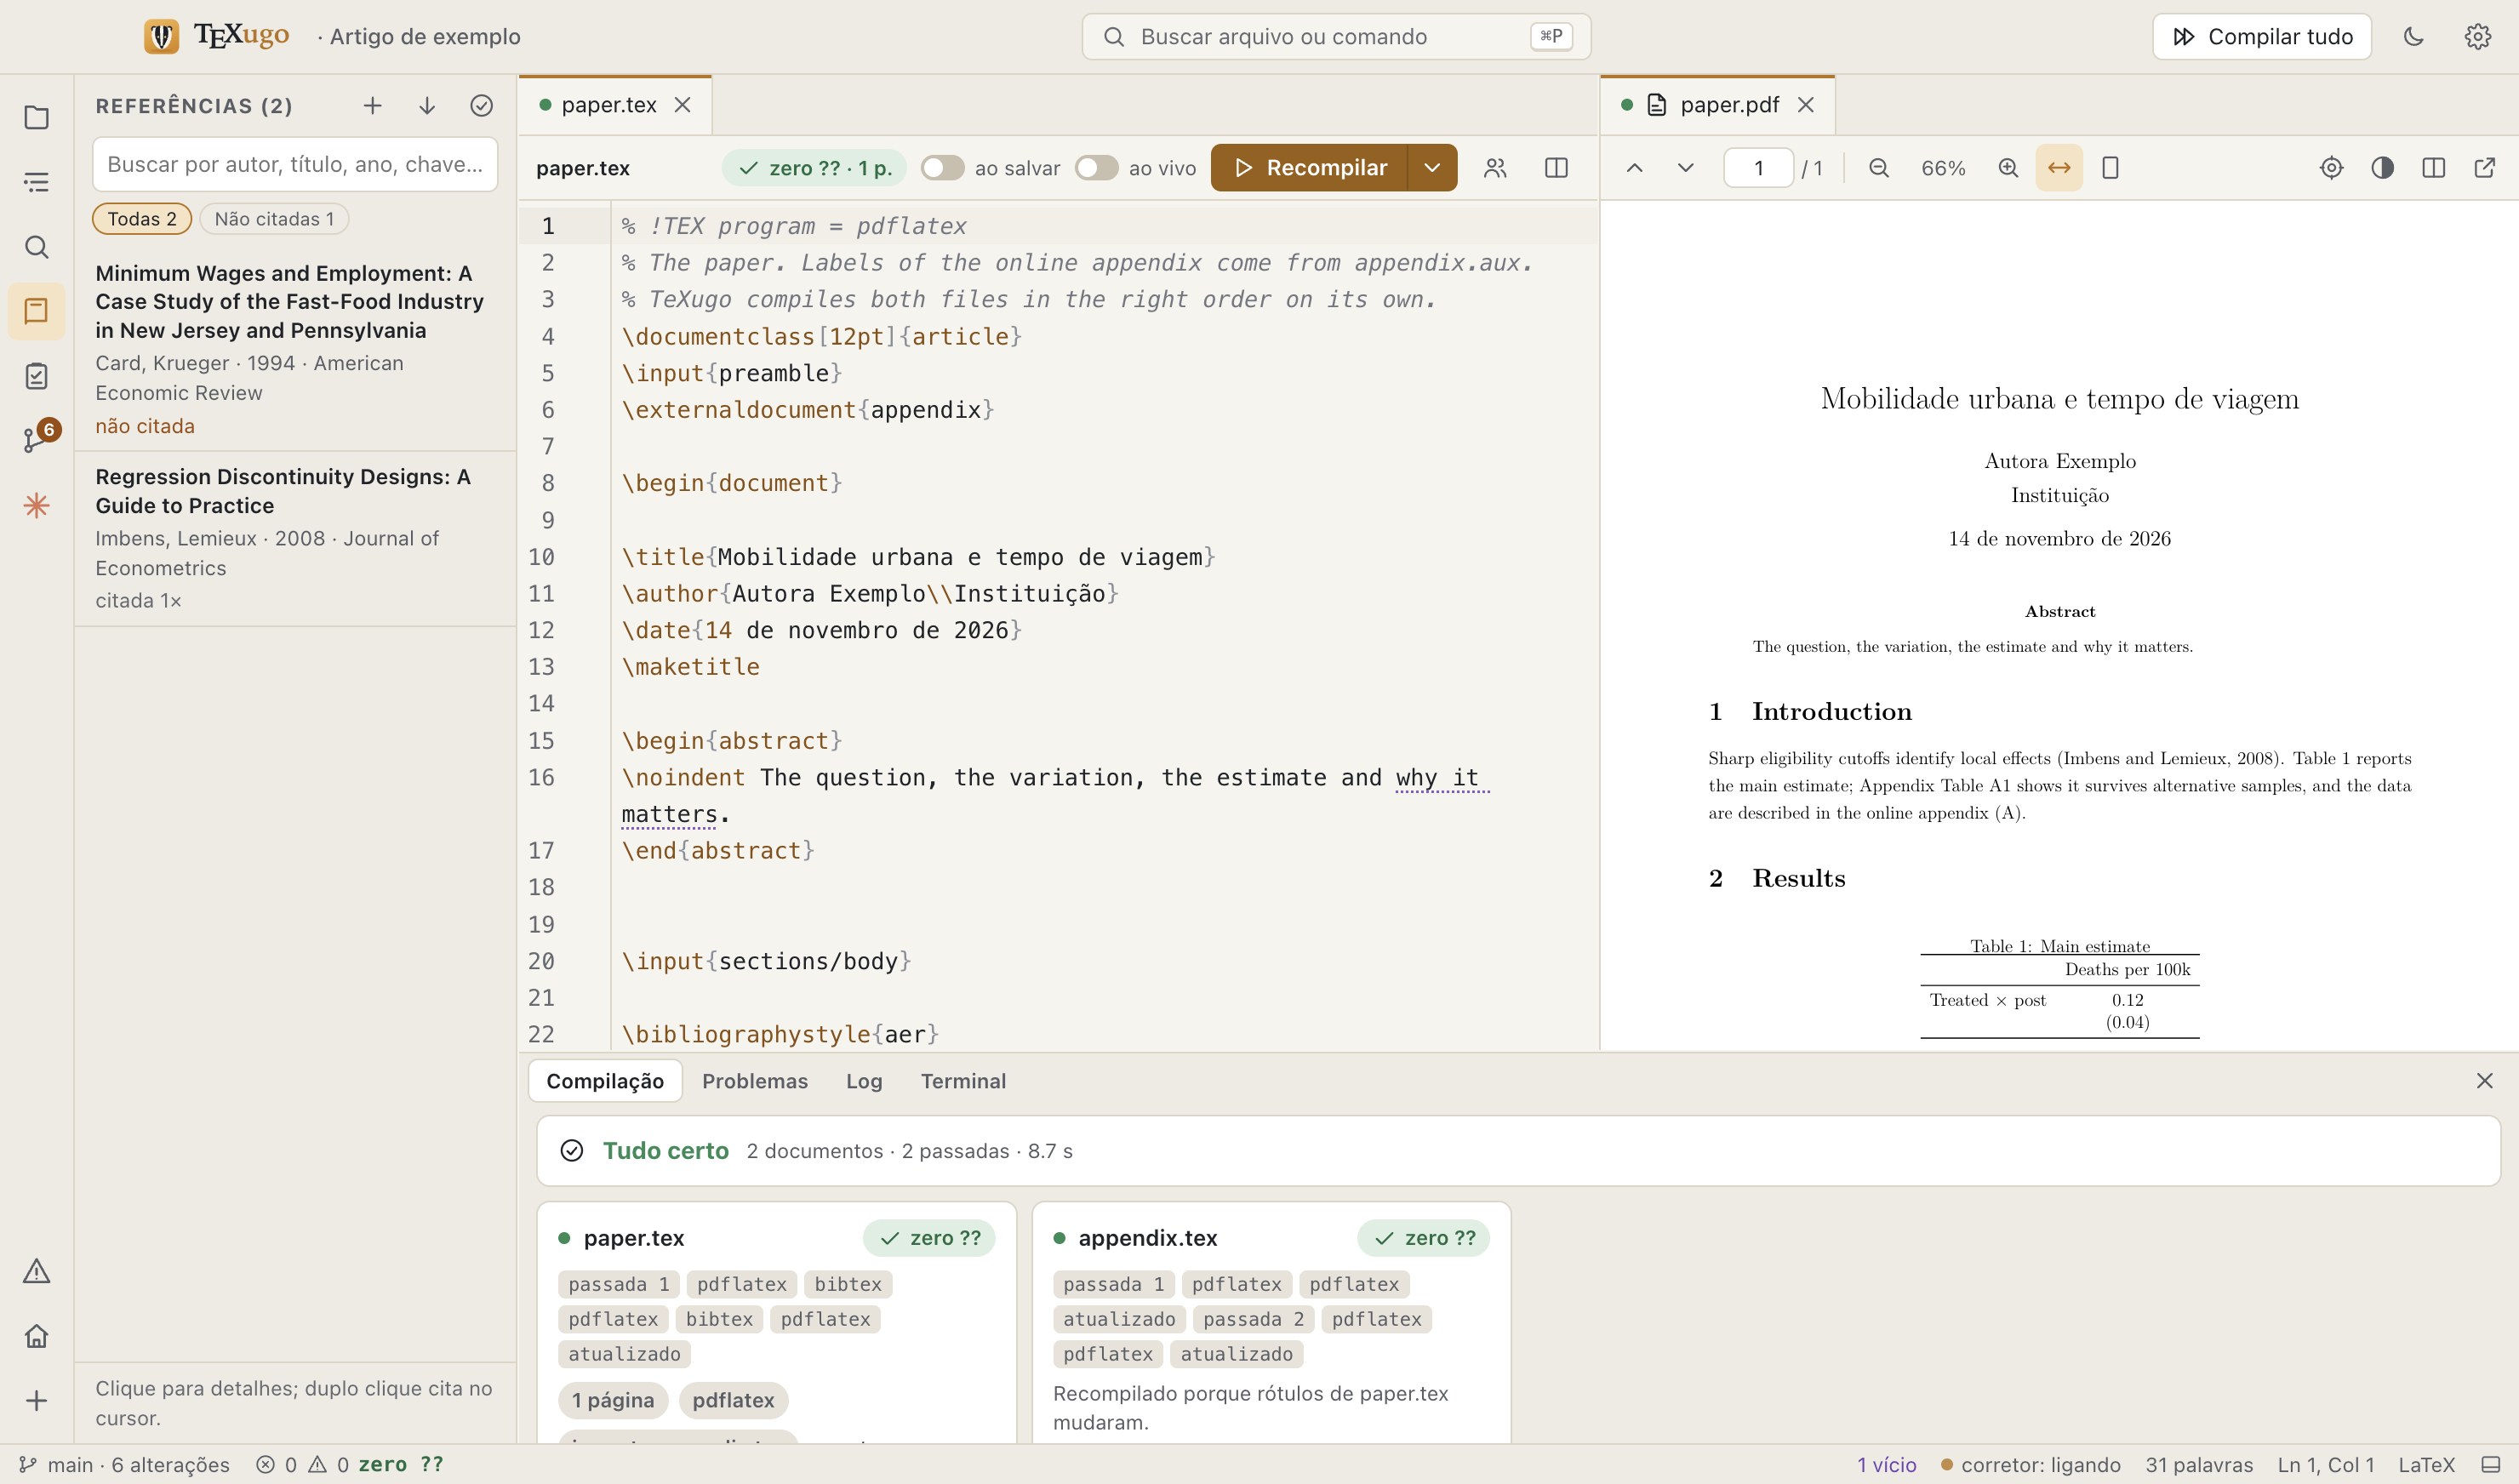 TEXugo · Artigo de exemplo
Buscar arquivo ou comando ⌘P
Compilar tudo
REFERÊNCIAS (2)
Buscar por autor, título, ano, chave...
Todas 2 Não citadas 1
Minimum Wages and Employment: A
Case Study of the Fast-Food Industry
in New Jersey and Pennsylvania
Card, Krueger · 1994 · American
Economic Review
não citada
6
Regression Discontinuity Designs: A
Guide to Practice
Imbens, Lemieux · 2008 · Journal of
Econometrics
citada 1×
Clique para detalhes; duplo clique cita no
cursor.
paper.tex
paper.tex ✓ zero ?? · 1 p. ao salvar ao vivo Recompilar
1 % !TEX program = pdflatex
2 % The paper. Labels of the online appendix come from appendix.aux.
3 % TeXugo compiles both files in the right order on its own.
4 \documentclass[12pt]{article}
5 \input{preamble}
6 \externaldocument{appendix}
7
8 \begin{document}
9
10 \title{Mobilidade urbana e tempo de viagem}
11 \author{Autora Exemplo\\Instituição}
12 \date{14 de novembro de 2026}
13 \maketitle
14
15 \begin{abstract}
16 \noindent The question, the variation, the estimate and why it
matters.
17 \end{abstract}
18
19
20 \input{sections/body}
21
22 \bibliographystyle{aer}
paper.pdf
1 / 1 66%
Mobilidade urbana e tempo de viagem
Autora Exemplo
Instituição
14 de novembro de 2026
Abstract
The question, the variation, the estimate and why it matters.
1 Introduction
Sharp eligibility cutoffs identify local effects (Imbens and Lemieux, 2008). Table 1 reports
the main estimate; Appendix Table A1 shows it survives alternative samples, and the data
are described in the online appendix (A).
2 Results
Table 1: Main estimate
Deaths per 100k
Treated × post 0.12
(0.04)
Compilação Problemas Log Terminal
Tudo certo 2 documentos · 2 passadas · 8.7 s
paper.tex ✓ zero ??
passada 1 pdflatex bibtex
pdflatex bibtex pdflatex
atualizado
1 página pdflatex
appendix.tex ✓ zero ??
passada 1 pdflatex pdflatex
atualizado passada 2 pdflatex
pdflatex atualizado
Recompilado porque rótulos de paper.tex
mudaram.
main · 6 alterações 0 0 zero ??
1 vício corretor: ligando 31 palavras Ln 1, Col 1 LaTeX